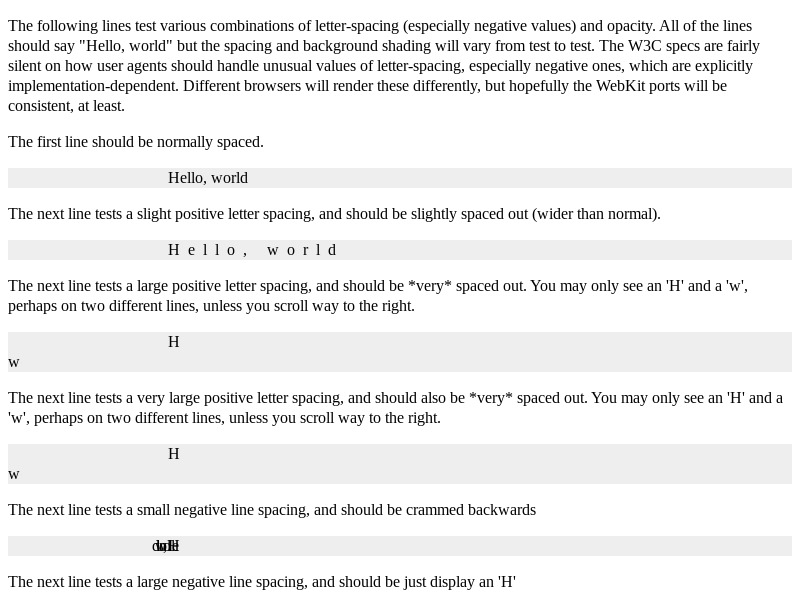 The following lines test various combinations of letter-spacing (especially negative values) and opacity. All of the lines
should say "Hello, world" but the spacing and background shading will vary from test to test. The W3C specs are fairly
silent on how user agents should handle unusual values of letter-spacing, especially negative ones, which are explicitly
implementation-dependent. Different browsers will render these differently, but hopefully the WebKit ports will be
consistent, at least.
The first line should be normally spaced.
Hello, world
The next line tests a slight positive letter spacing, and should be slightly spaced out (wider than normal).
H e l l o ,  w o r l d
The next line tests a large positive letter spacing, and should be *very* spaced out. You may only see an 'H' and a 'w',
perhaps on two different lines, unless you scroll way to the right.
H
w
The next line tests a very large positive letter spacing, and should also be *very* spaced out. You may only see an 'H' and a
'w', perhaps on two different lines, unless you scroll way to the right.
H
w
The next line tests a small negative line spacing, and should be crammed backwards
The next line tests a large negative line spacing, and should be just display an 'H'